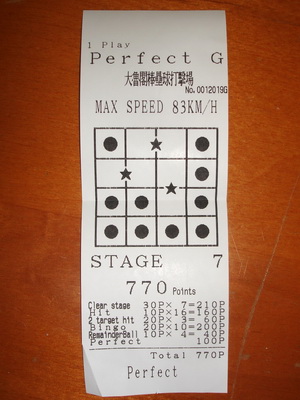 1 Play
Perfect G
大魯閣棒壘球打擊場
No.0012019G
MAX SPEED 83KM/H
STAGE 7
770 Points
Clear stage 30P× 7=210P
Hit 10P×16=160P
2 target hit 20P× 3= 60P
Bingo 20P×10=200P
RemainderBall 10P× 4= 40P
Perfect 100P
Total 770P
Perfect